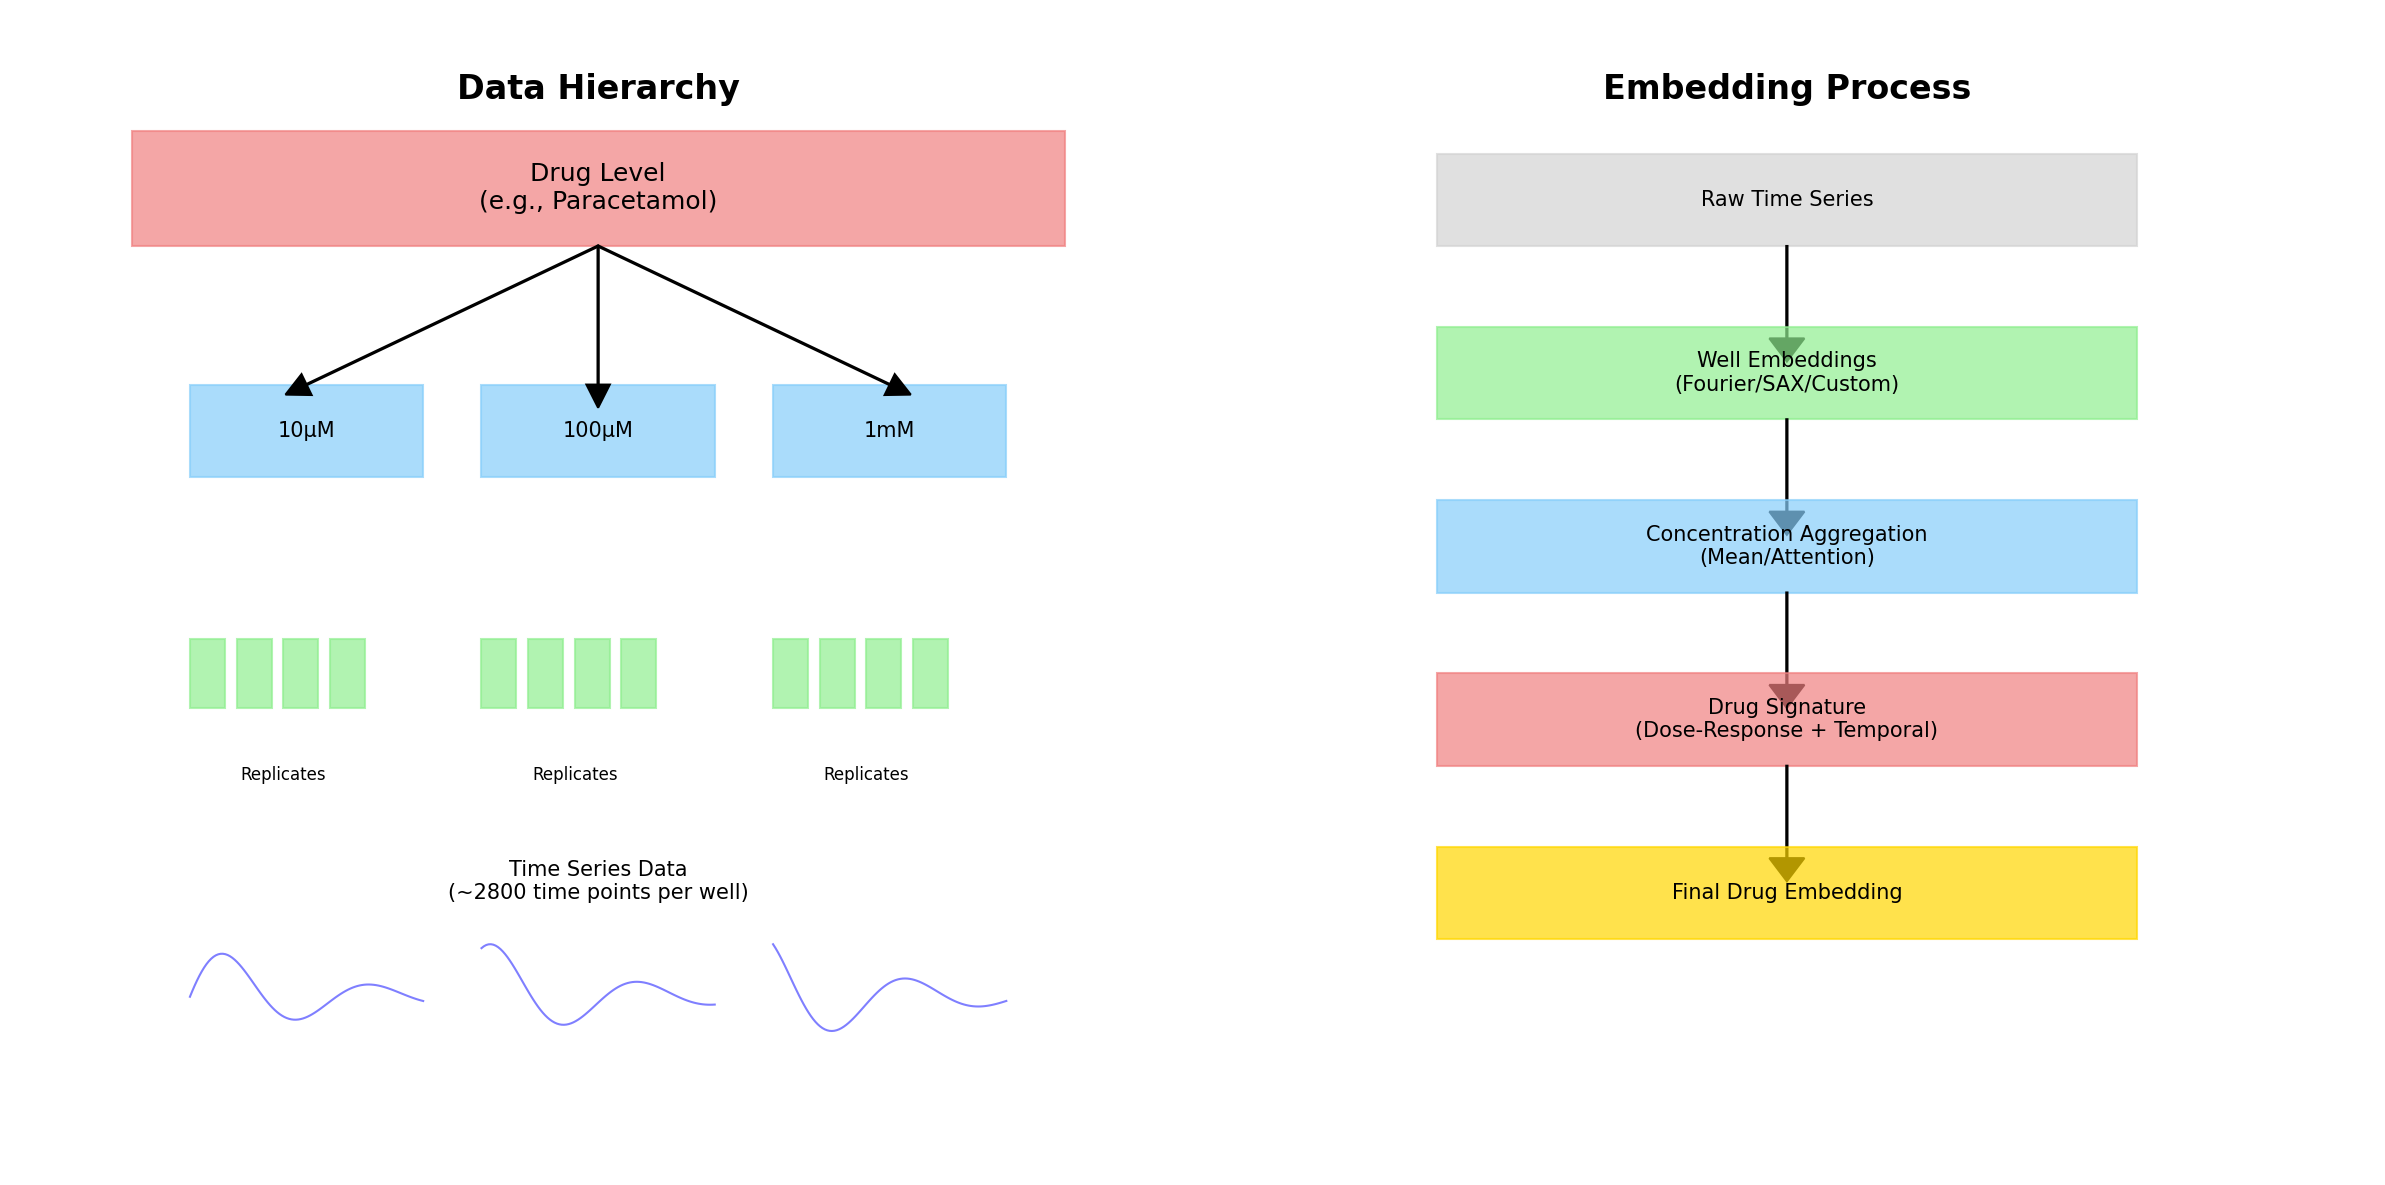 Data Hierarchy
Drug Level
(e.g., Paracetamol)
10μM
100μM
1mM
Replicates
Replicates
Replicates
Time Series Data
(~2800 time points per well)
Embedding Process
Raw Time Series
Well Embeddings
(Fourier/SAX/Custom)
Concentration Aggregation
(Mean/Attention)
Drug Signature
(Dose-Response + Temporal)
Final Drug Embedding